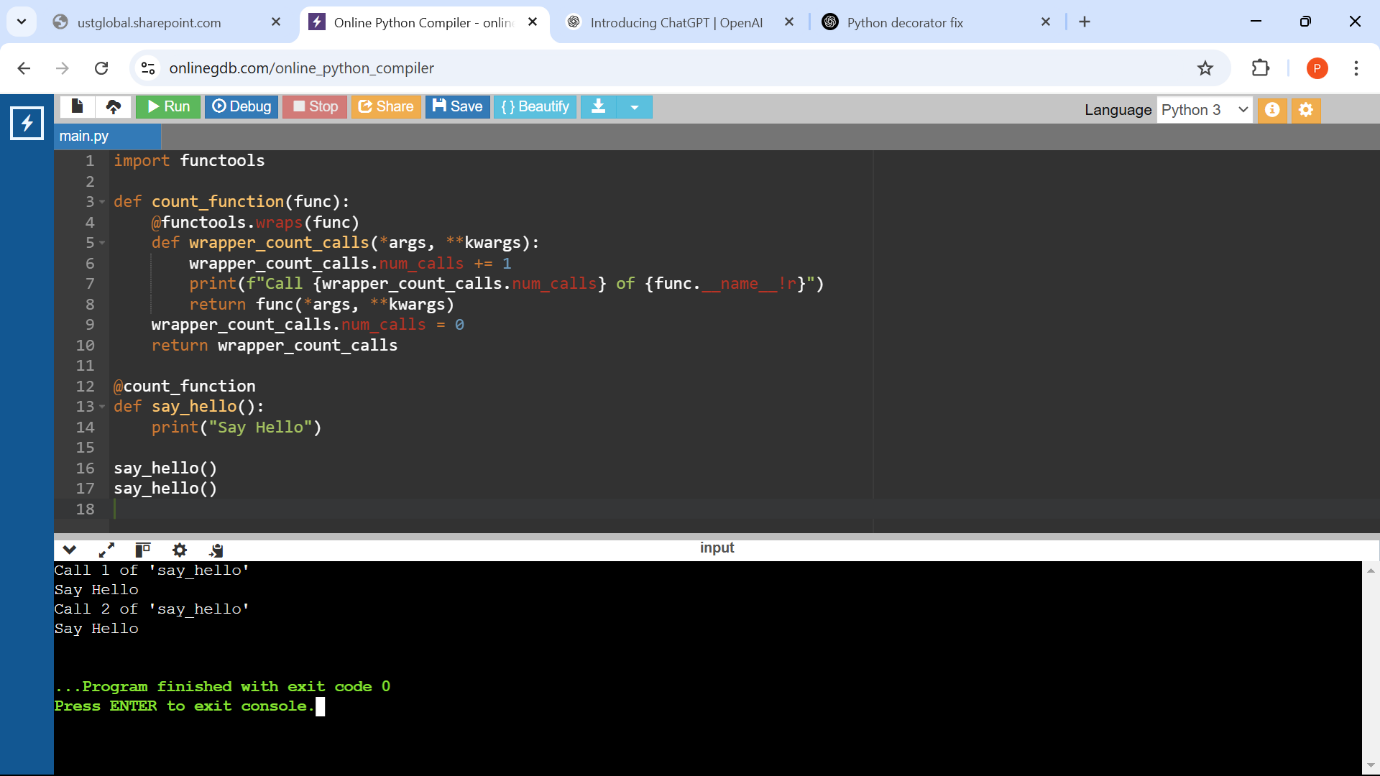 ustglobal.sharepoint.com
Online Python Compiler - onlin
Introducing ChatGPT | OpenAI
Python decorator fix
onlinegdb.com/online_python_compiler
P
Run Debug Stop Share Save { } Beautify
Language Python 3
main.py
1 import functools
2
3 def count_function(func):
4     @functools.wraps(func)
5     def wrapper_count_calls(*args, **kwargs):
6         wrapper_count_calls.num_calls += 1
7         print(f"Call {wrapper_count_calls.num_calls} of {func.__name__!r}")
8         return func(*args, **kwargs)
9     wrapper_count_calls.num_calls = 0
10     return wrapper_count_calls
11
12 @count_function
13 def say_hello():
14     print("Say Hello")
15
16 say_hello()
17 say_hello()
18
input
Call 1 of 'say_hello'
Say Hello
Call 2 of 'say_hello'
Say Hello
...Program finished with exit code 0
Press ENTER to exit console.